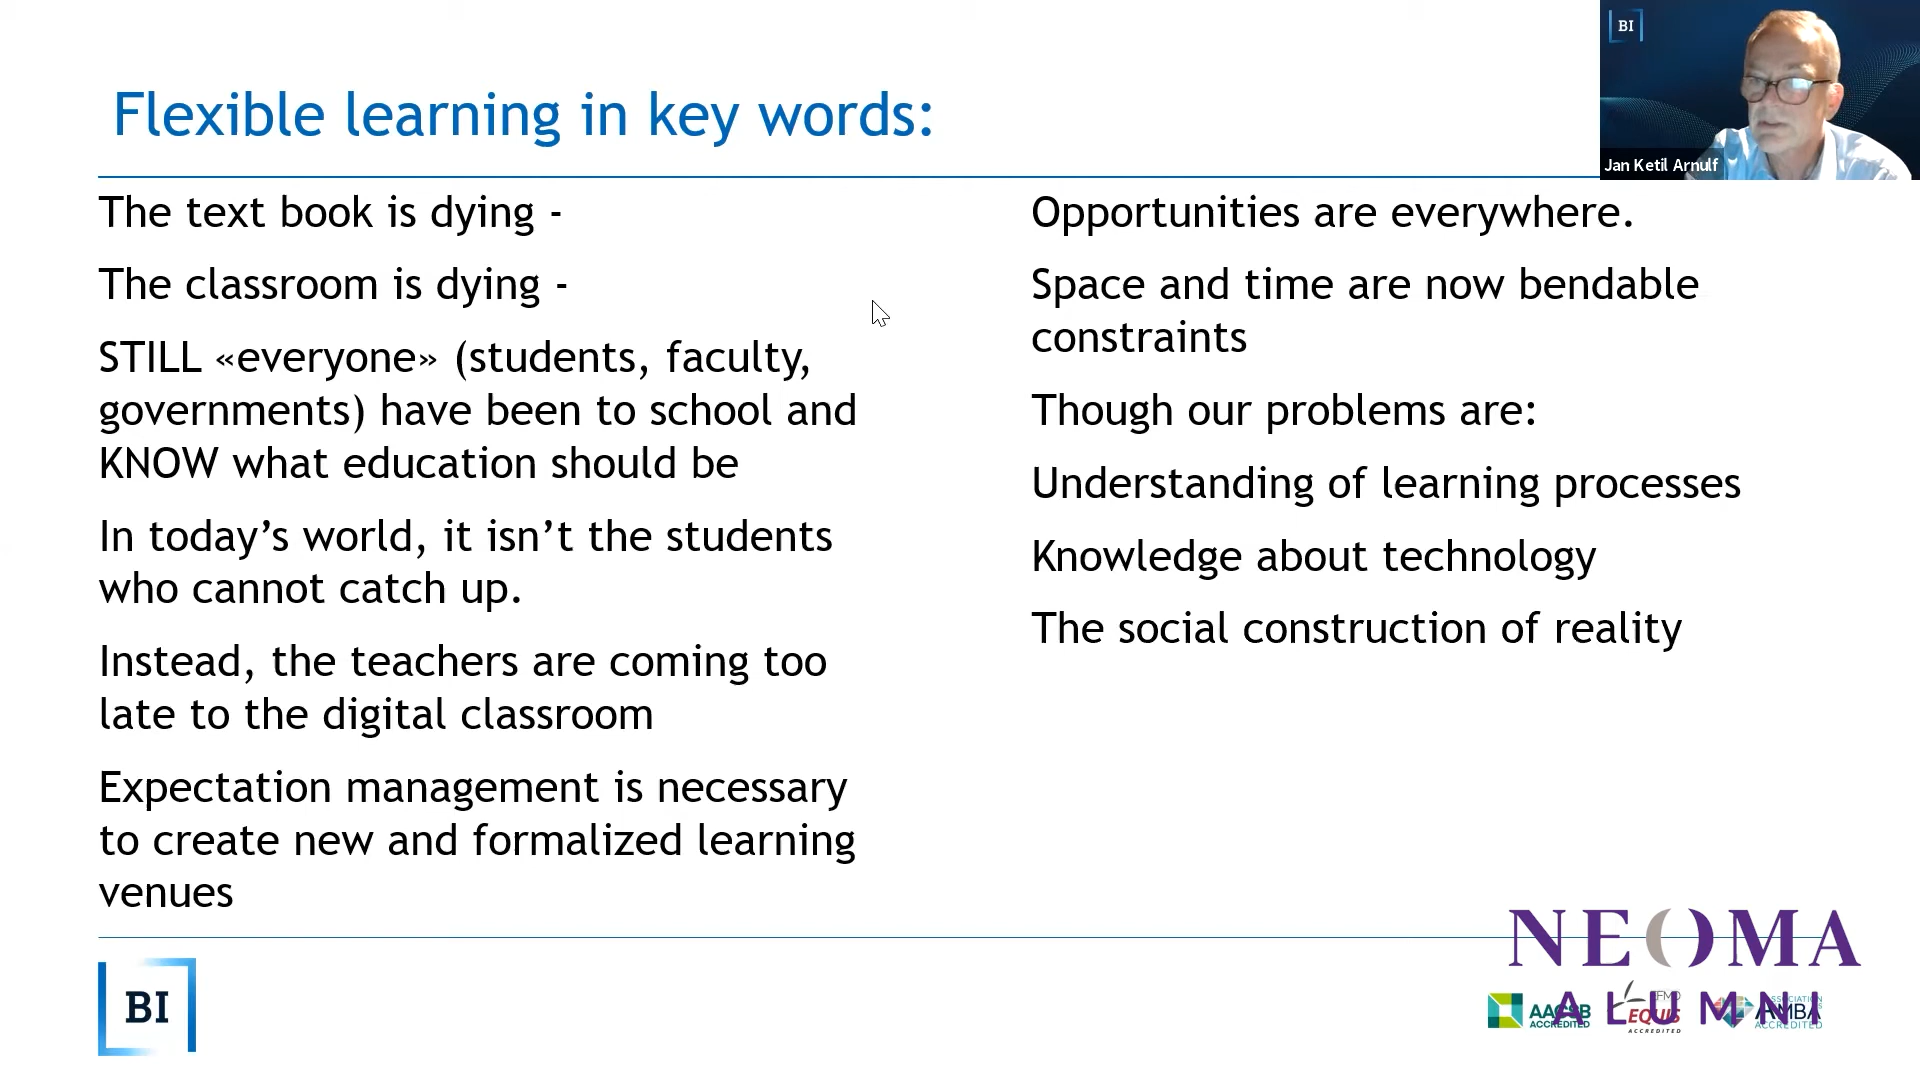 Flexible learning in key words:
The text book is dying -
The classroom is dying -
STILL «everyone» (students, faculty,
governments) have been to school and
KNOW what education should be
In today’s world, it isn’t the students
who cannot catch up.
Instead, the teachers are coming too
late to the digital classroom
Expectation management is necessary
to create new and formalized learning
venues
Opportunities are everywhere.
Space and time are now bendable
constraints
Though our problems are:
Understanding of learning processes
Knowledge about technology
The social construction of reality
BI
Jan Ketil Arnulf
BI
NEOMA
ALUMNI
AACSB
ACCREDITED
EFMD
EQUIS
ACCREDITED
ASSOCIATION
AMBA
ACCREDITED